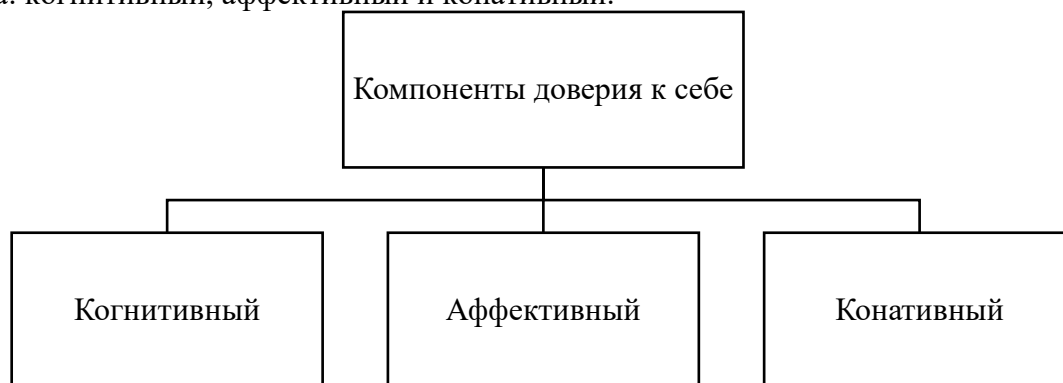 когнитивный, аффективный и конативный.
Компоненты доверия к себе
Когнитивный
Аффективный
Конативный